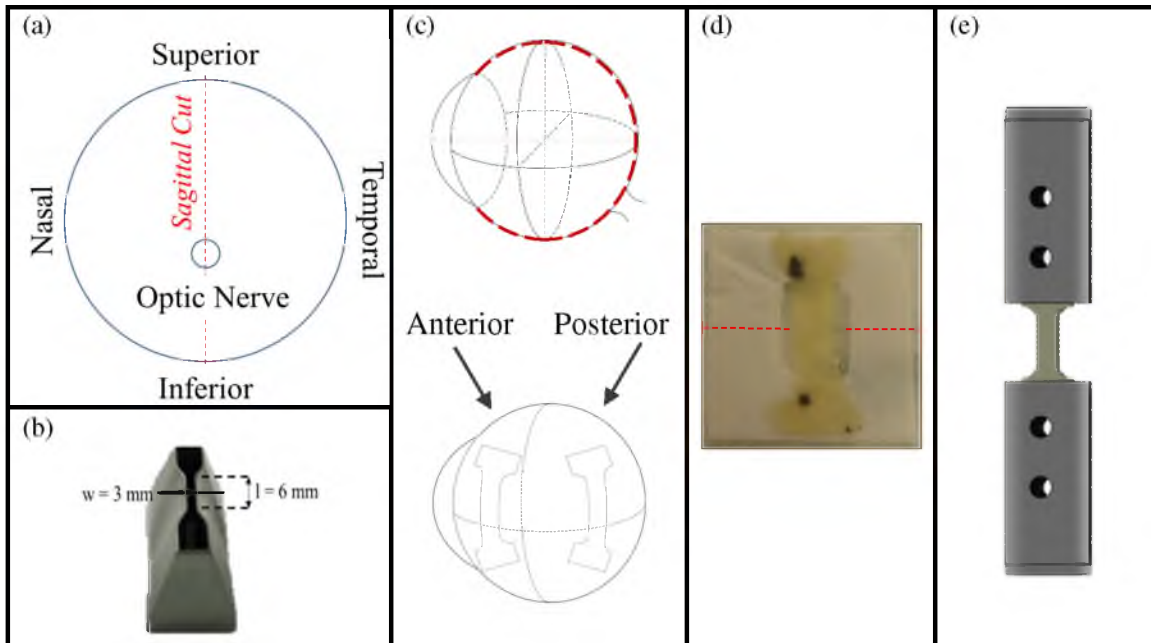 (a)
Superior
Sagittal Cut
Nasal
Temporal
Optic Nerve
Inferior
(b)
w = 3 mm
l = 6 mm
(c)
Anterior
Posterior
(d)
(e)